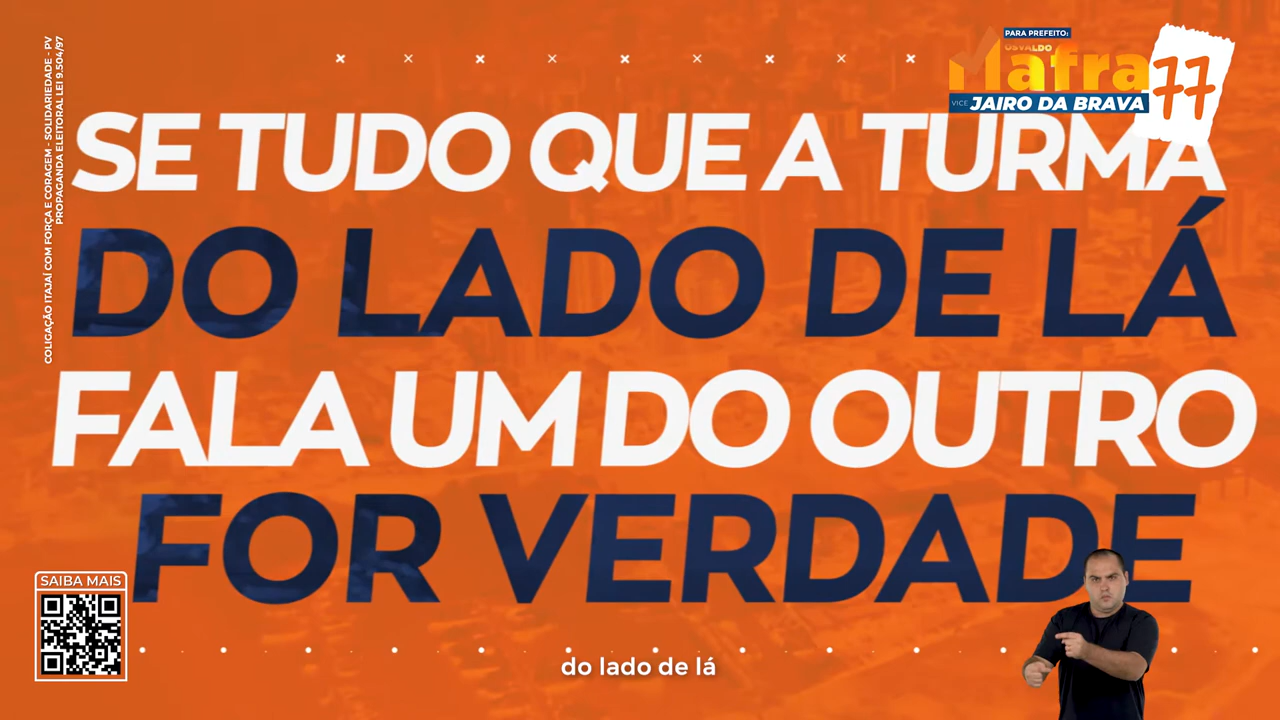 COLIGAÇÃO ITAJAÍ COM FORÇA E CORAGEM - SOLIDARIEDADE - PV
PROPAGANDA ELEITORAL LEI 9.504/97
PARA PREFEITO:
OSVALDO
Mafra
77
VICE JAIRO DA BRAVA
SE TUDO QUE A TURMA
DO LADO DE LÁ
FALA UM DO OUTRO
FOR VERDADE
SAIBA MAIS
do lado de lá